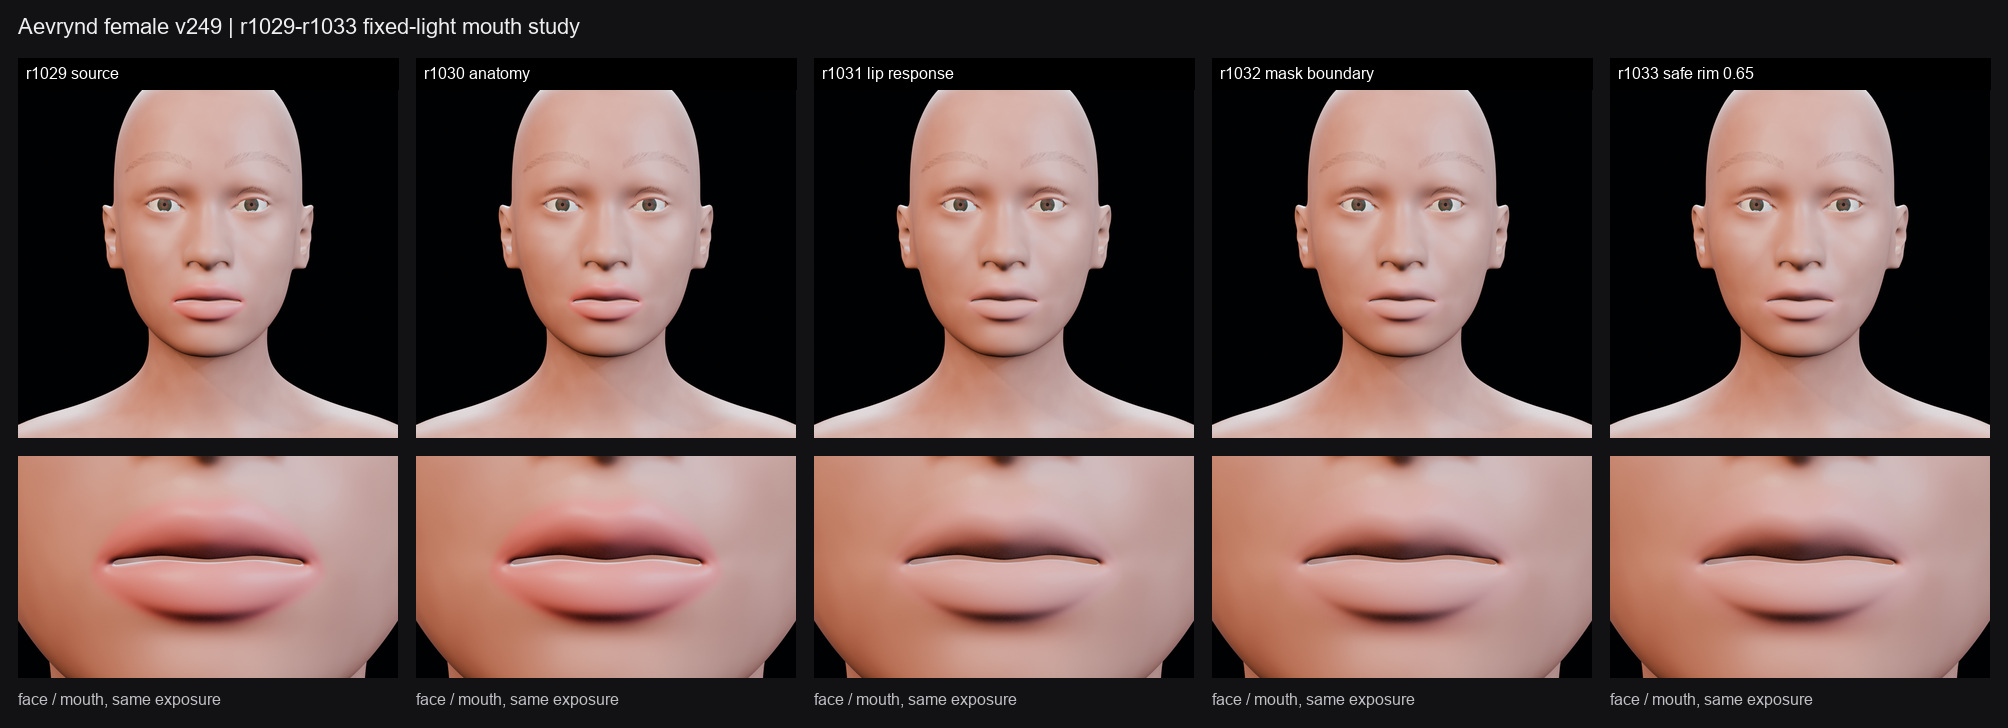 Aevrynd female v249 | r1029-r1033 fixed-light mouth study
r1029 source
r1030 anatomy
r1031 lip response
r1032 mask boundary
r1033 safe rim 0.65
face / mouth, same exposure
face / mouth, same exposure
face / mouth, same exposure
face / mouth, same exposure
face / mouth, same exposure